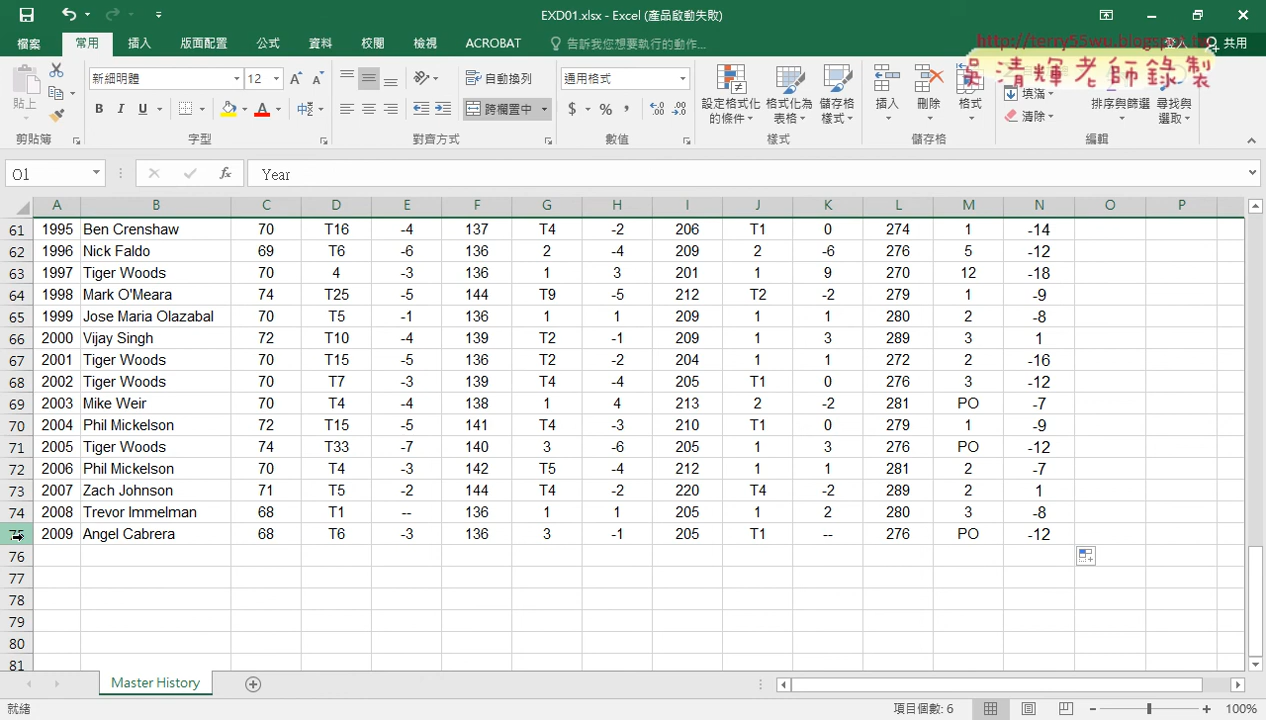 EXD01.xlsx - Excel (產品啟動失敗)
檔案 常用 插入 版面配置 公式 資料 校閱 檢視 ACROBAT 告訴我您想要執行的動作... 登入 共用
http://terry55wu.blogspot.tw
吳清輝老師錄製
貼上 新細明體 12 自動換列 通用格式 設定格式化的條件 格式化為表格 儲存格樣式 插入 刪除 格式 填滿 排序與篩選 尋找與選取
B I U 跨欄置中 $ % , 清除
剪貼簿 字型 對齊方式 數值 樣式 儲存格 編輯
O1 fx Year
A B C D E F G H I J K L M N O P
61 1995 Ben Crenshaw 70 T16 -4 137 T4 -2 206 T1 0 274 1 -14
62 1996 Nick Faldo 69 T6 -6 136 2 -4 209 2 -6 276 5 -12
63 1997 Tiger Woods 70 4 -3 136 1 3 201 1 9 270 12 -18
64 1998 Mark O'Meara 74 T25 -5 144 T9 -5 212 T2 -2 279 1 -9
65 1999 Jose Maria Olazabal 70 T5 -1 136 1 1 209 1 1 280 2 -8
66 2000 Vijay Singh 72 T10 -4 139 T2 -1 209 1 3 289 3 1
67 2001 Tiger Woods 70 T15 -5 136 T2 -2 204 1 1 272 2 -16
68 2002 Tiger Woods 70 T7 -3 139 T4 -4 205 T1 0 276 3 -12
69 2003 Mike Weir 70 T4 -4 138 1 4 213 2 -2 281 PO -7
70 2004 Phil Mickelson 72 T15 -5 141 T4 -3 210 T1 0 279 1 -9
71 2005 Tiger Woods 74 T33 -7 140 3 -6 205 1 3 276 PO -12
72 2006 Phil Mickelson 70 T4 -3 142 T5 -4 212 1 1 281 2 -7
73 2007 Zach Johnson 71 T5 -2 144 T4 -2 220 T4 -2 289 2 1
74 2008 Trevor Immelman 68 T1 -- 136 1 1 205 1 2 280 3 -8
75 2009 Angel Cabrera 68 T6 -3 136 3 -1 205 T1 -- 276 PO -12
76
77
78
79
80
81
Master History
就緒 項目個數: 6 100%